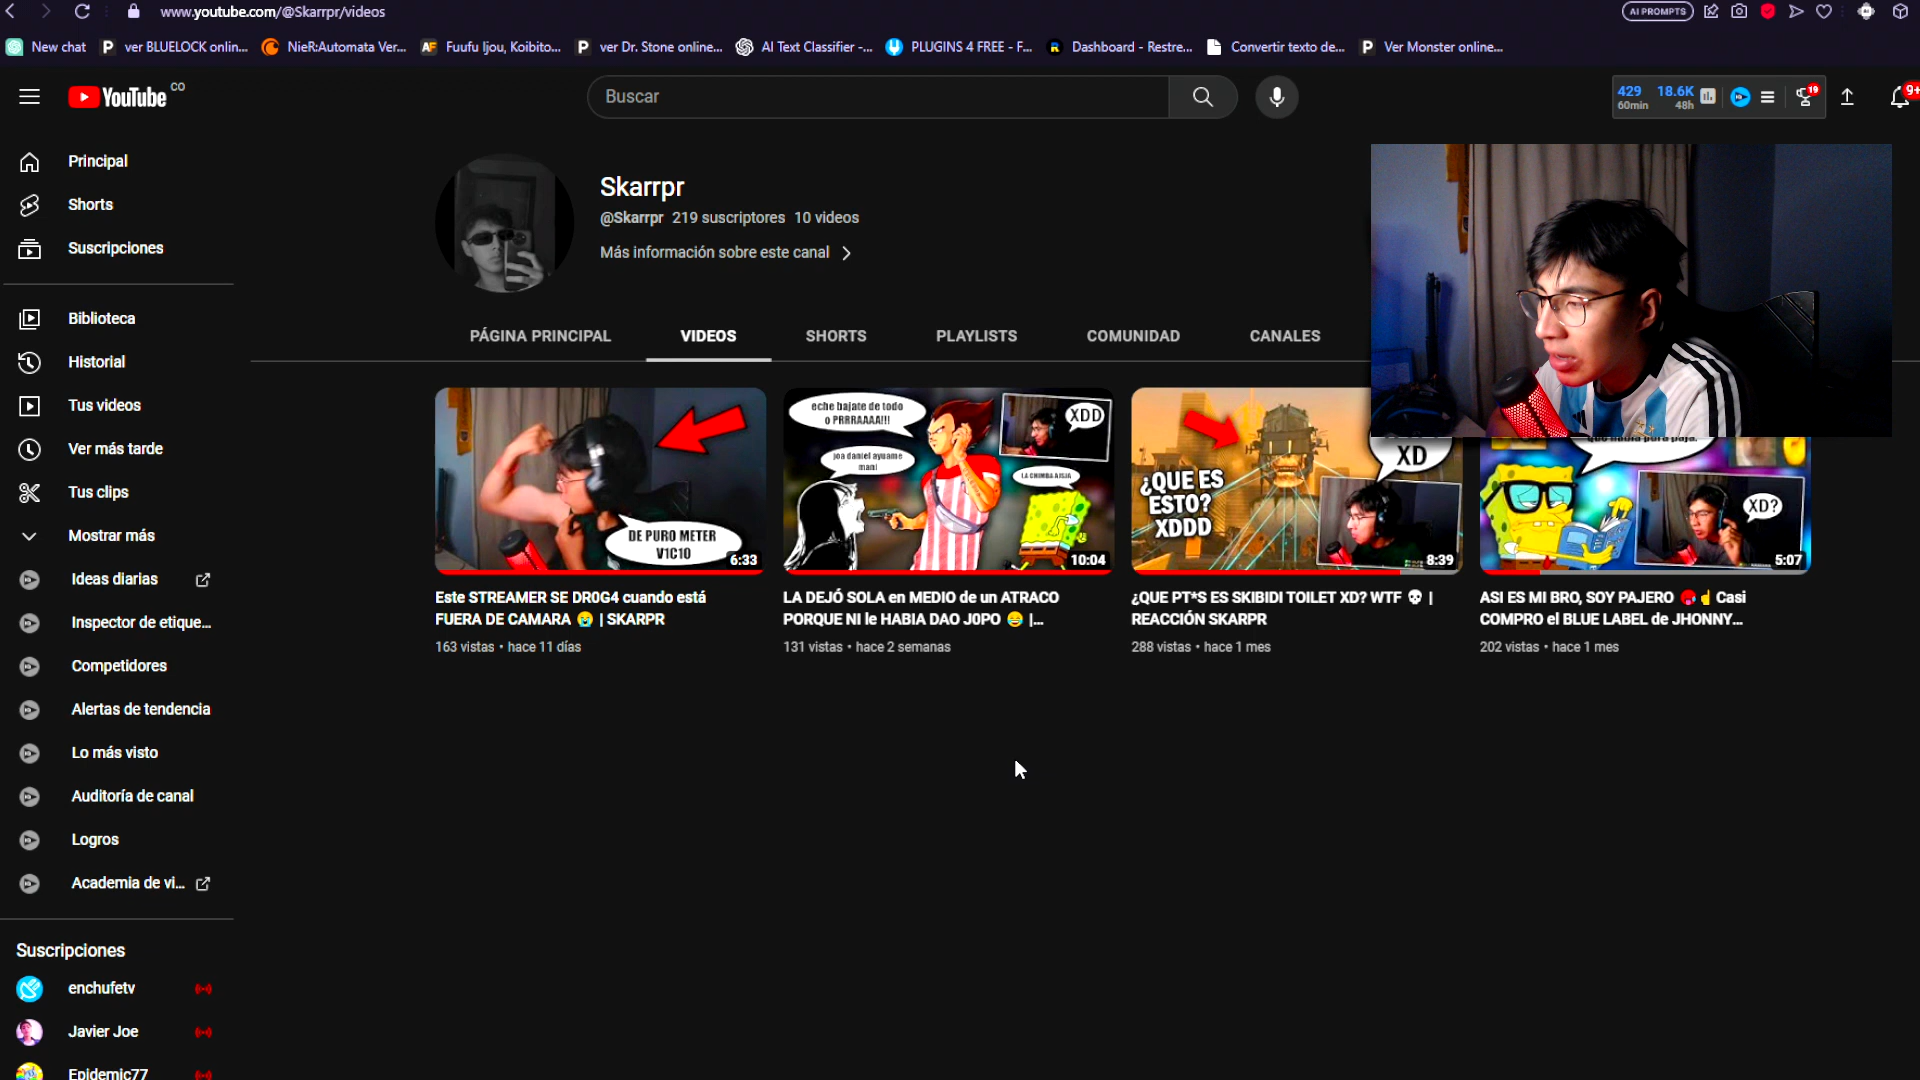 www.youtube.com/@Skarrpr/videos
AI PROMPTS
New chat
ver BLUELOCK onlin...
NieR:Automata Ver...
Fuufu Ijou, Koibito...
ver Dr. Stone online...
AI Text Classifier -...
PLUGINS 4 FREE - F...
Dashboard - Restre...
Convertir texto de...
ver Monster online...
YouTube CO
Buscar
429
60min
18.6K
48h
19
9+
Principal
Shorts
Suscripciones
Biblioteca
Historial
Tus videos
Ver más tarde
Tus clips
Mostrar más
Ideas diarias
Inspector de etique...
Competidores
Alertas de tendencia
Lo más visto
Auditoría de canal
Logros
Academia de vi...
Suscripciones
enchufetv
Javier Joe
Epidemic77
Skarrpr
@Skarrpr 219 suscriptores 10 videos
Más información sobre este canal
PÁGINA PRINCIPAL
VIDEOS
SHORTS
PLAYLISTS
COMUNIDAD
CANALES
DE PURO METER
V1C10
6:33
Este STREAMER SE DR0G4 cuando está
FUERA DE CAMARA 😭 | SKARPR
163 vistas • hace 11 días
eche bajate de todo
o PRRRAAAA!!!
joa daniel ayuame
mani
XDD
10:04
LA DEJÓ SOLA en MEDIO de un ATRACO
PORQUE NI le HABIA DAO J0PO 😂 |...
131 vistas • hace 2 semanas
¿QUE ES
ESTO?
XDDD
XD
8:39
¿QUE PT*S ES SKIBIDI TOILET XD? WTF 💀 |
REACCIÓN SKARPR
288 vistas • hace 1 mes
XD?
5:07
ASI ES MI BRO, SOY PAJERO 🥵☝ Casi
COMPRO el BLUE LABEL de JHONNY...
202 vistas • hace 1 mes